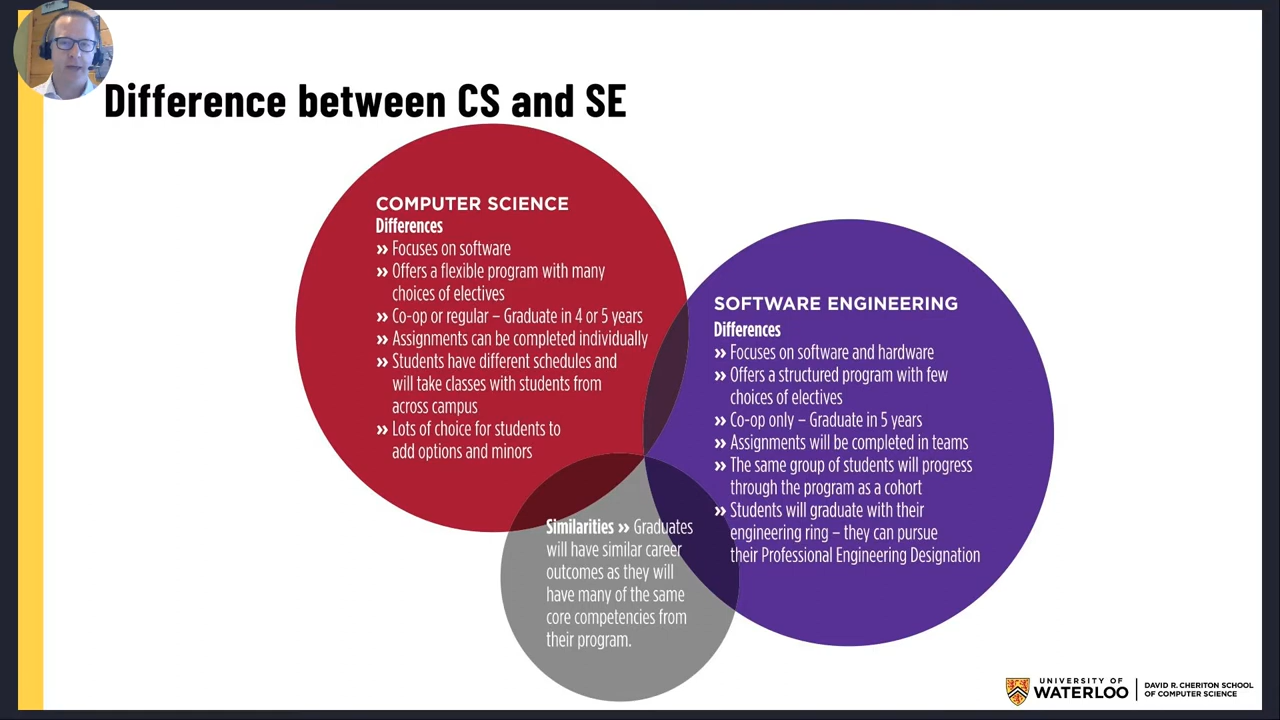 Difference between CS and SE
COMPUTER SCIENCE
Differences
» Focuses on software
» Offers a flexible program with many
choices of electives
» Co-op or regular – Graduate in 4 or 5 years
» Assignments can be completed individually
» Students have different schedules and
will take classes with students from
across campus
» Lots of choice for students to
add options and minors
SOFTWARE ENGINEERING
Differences
» Focuses on software and hardware
» Offers a structured program with few
choices of electives
» Co-op only – Graduate in 5 years
» Assignments will be completed in teams
» The same group of students will progress
through the program as a cohort
» Students will graduate with their
engineering ring – they can pursue
their Professional Engineering Designation
Similarities » Graduates
will have similar career
outcomes as they will
have many of the same
core competencies from
their program.
UNIVERSITY OF
WATERLOO
DAVID R. CHERITON SCHOOL
OF COMPUTER SCIENCE